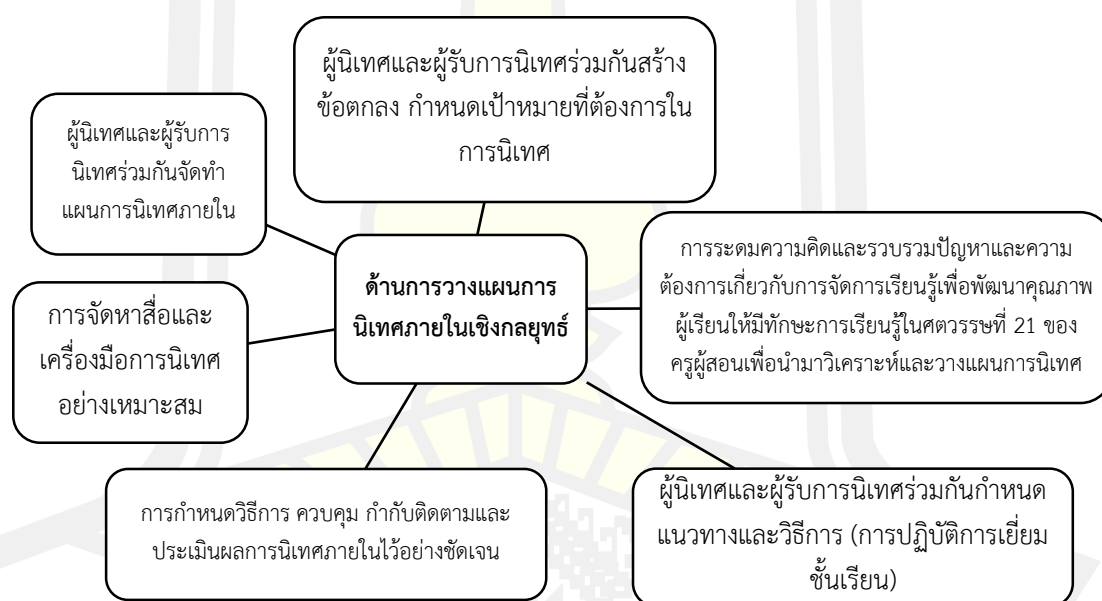 ผู้นิเทศและผู้รับการนิเทศร่วมกันสร้าง
ข้อตกลง กำหนดเป้าหมายที่ต้องการใน
การนิเทศ
ผู้นิเทศและผู้รับการ
นิเทศร่วมกันจัดทำ
แผนการนิเทศภายใน
การระดมความคิดและรวบรวมปัญหาและความ
ต้องการเกี่ยวกับการจัดการเรียนรู้เพื่อพัฒนาคุณภาพ
ผู้เรียนให้มีทักษะการเรียนรู้ในศตวรรษที่ 21 ของ
ครูผู้สอนเพื่อนำมาวิเคราะห์และวางแผนการนิเทศ
ด้านการวางแผนการ
นิเทศภายในเชิงกลยุทธ์
การจัดหาสื่อและ
เครื่องมือการนิเทศ
อย่างเหมาะสม
การกำหนดวิธีการ ควบคุม กำกับติดตามและ
ประเมินผลการนิเทศภายในไว้อย่างชัดเจน
ผู้นิเทศและผู้รับการนิเทศร่วมกันกำหนด
แนวทางและวิธีการ (การปฏิบัติการเยี่ยม
ชั้นเรียน)